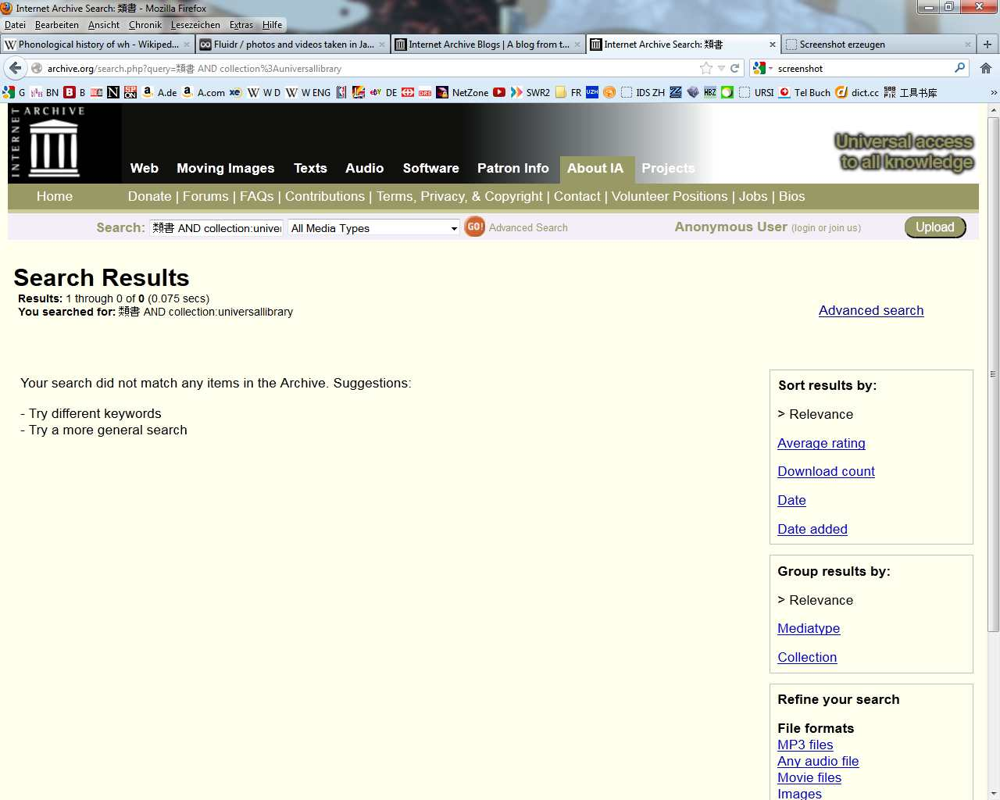 Internet Archive Search: 類書 - Mozilla Firefox
Datei Bearbeiten Ansicht Chronik Lesezeichen Extras Hilfe
Phonological history of wh - Wikiped... Fluidr / photos and videos taken in Ja... Internet Archive Blogs | A blog from t... Internet Archive Search: 類書 Screenshot erzeugen
archive.org/search.php?query=類書 AND collection%3Auniversallibrary screenshot
G BN B A.de A.com W D W ENG DE NetZone SWR2 FR UZH IDS ZH HBZ URSI Tel Buch dict.cc 工具书库 »
INTERNET ARCHIVE
Universal access
to all knowledge
Web Moving Images Texts Audio Software Patron Info About IA Projects
Home Donate | Forums | FAQs | Contributions | Terms, Privacy, & Copyright | Contact | Volunteer Positions | Jobs | Bios
Search: 類書 AND collection:univer All Media Types GO! Advanced Search Anonymous User (login or join us) Upload
Search Results
Results: 1 through 0 of 0 (0.075 secs)
You searched for: 類書 AND collection:universallibrary
Advanced search
Your search did not match any items in the Archive. Suggestions:
- Try different keywords
- Try a more general search
Sort results by:
> Relevance
Average rating
Download count
Date
Date added
Group results by:
> Relevance
Mediatype
Collection
Refine your search
File formats
MP3 files
Any audio file
Movie files
Images